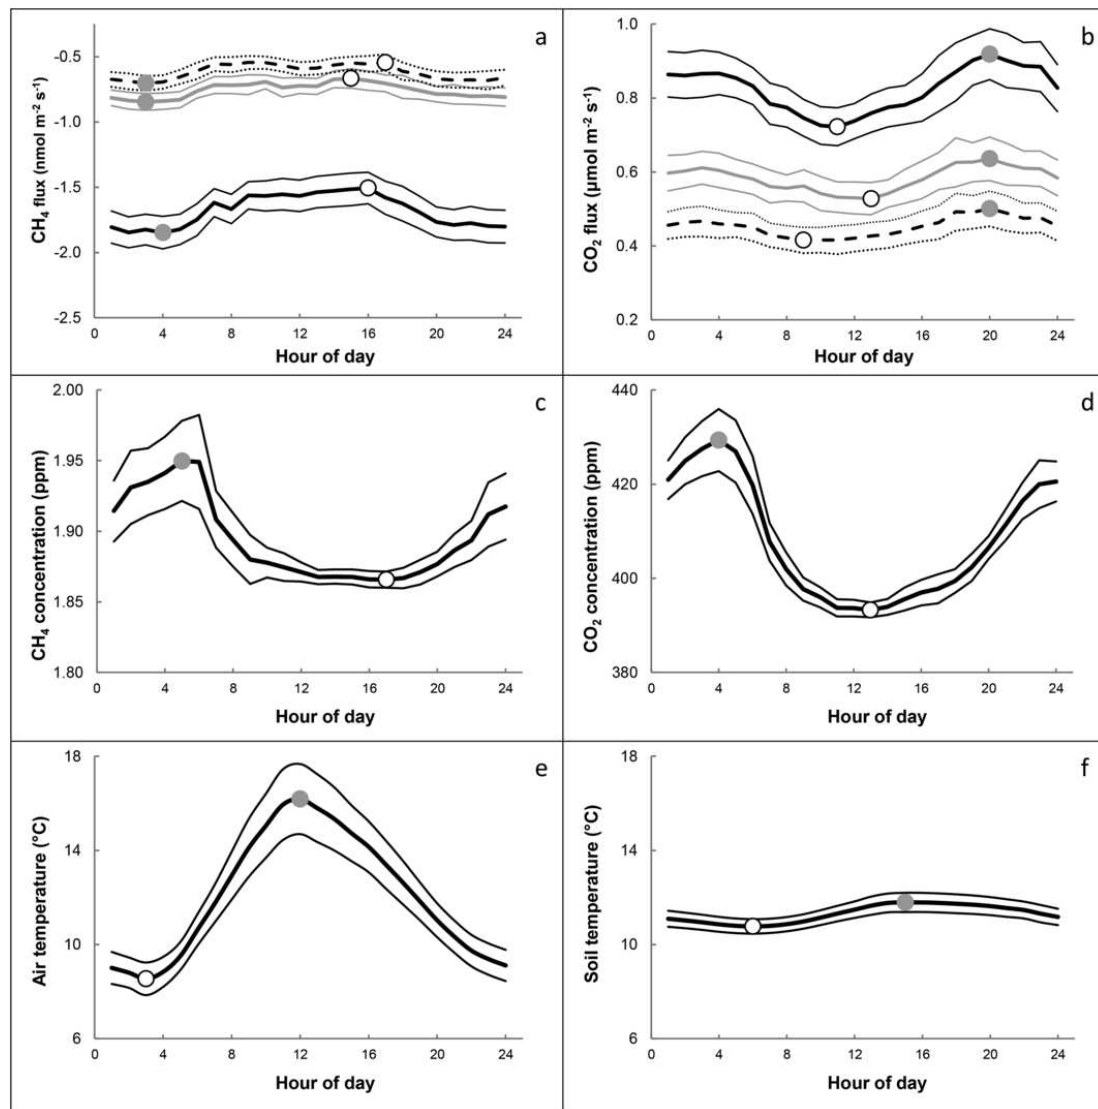 a
CH₄ flux (nmol m⁻² s⁻¹)
-0.5
-1.0
-1.5
-2.0
-2.5
0 4 8 12 16 20 24
Hour of day
b
CO₂ flux (µmol m⁻² s⁻¹)
1.0
0.8
0.6
0.4
0.2
0 4 8 12 16 20 24
Hour of day
c
CH₄ concentration (ppm)
2.00
1.95
1.90
1.85
1.80
0 4 8 12 16 20 24
Hour of day
d
CO₂ concentration (ppm)
440
420
400
380
0 4 8 12 16 20 24
Hour of day
e
Air temperature (°C)
18
14
10
6
0 4 8 12 16 20 24
Hour of day
f
Soil temperature (°C)
18
14
10
6
0 4 8 12 16 20 24
Hour of day